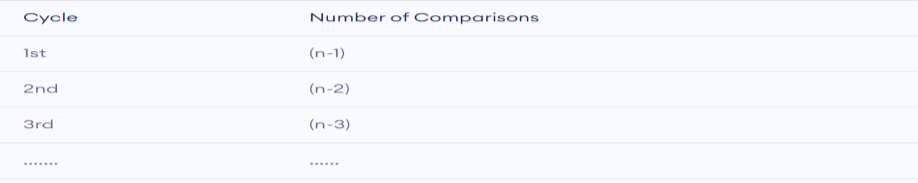 Cycle Number of Comparisons
1st (n-1)
2nd (n-2)
3rd (n-3)
....... ......